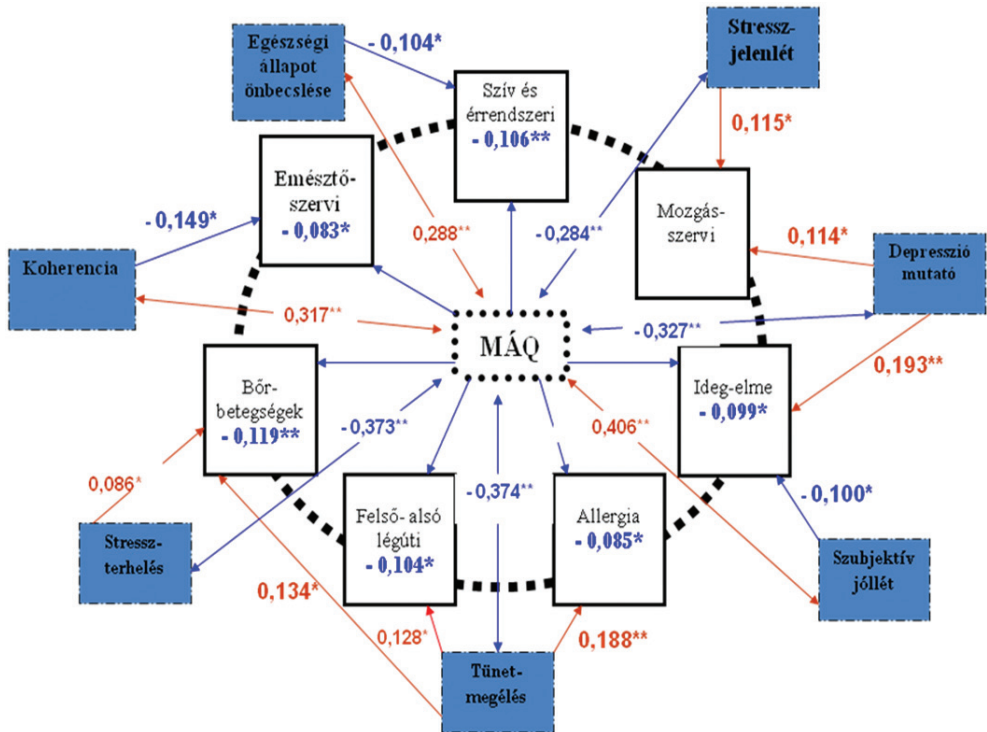 Egészségi
állapot
önbecslése
- 0,104*
Stressz-
jelenlét
Szív és
érrendszeri
- 0,106**
0,115*
Emésztő-
szervi
- 0,083*
Mozgás-
szervi
- 0,149*
0,288**
-0,284**
0,114*
Koherencia
Depresszió
mutató
0,317**
MÁQ
-0,327**
0,193**
Bőr-
betegségek
- 0,119**
Ideg-elme
- 0,099*
-0,373**
0,406**
0,086*
-0,374**
-0,100*
Felső- alsó
légúti
- 0,104*
Allergia
- 0,085*
Stressz-
terhelés
Szubjektív
jóllét
0,134*
0,128*
0,188**
Tünet-
megélés